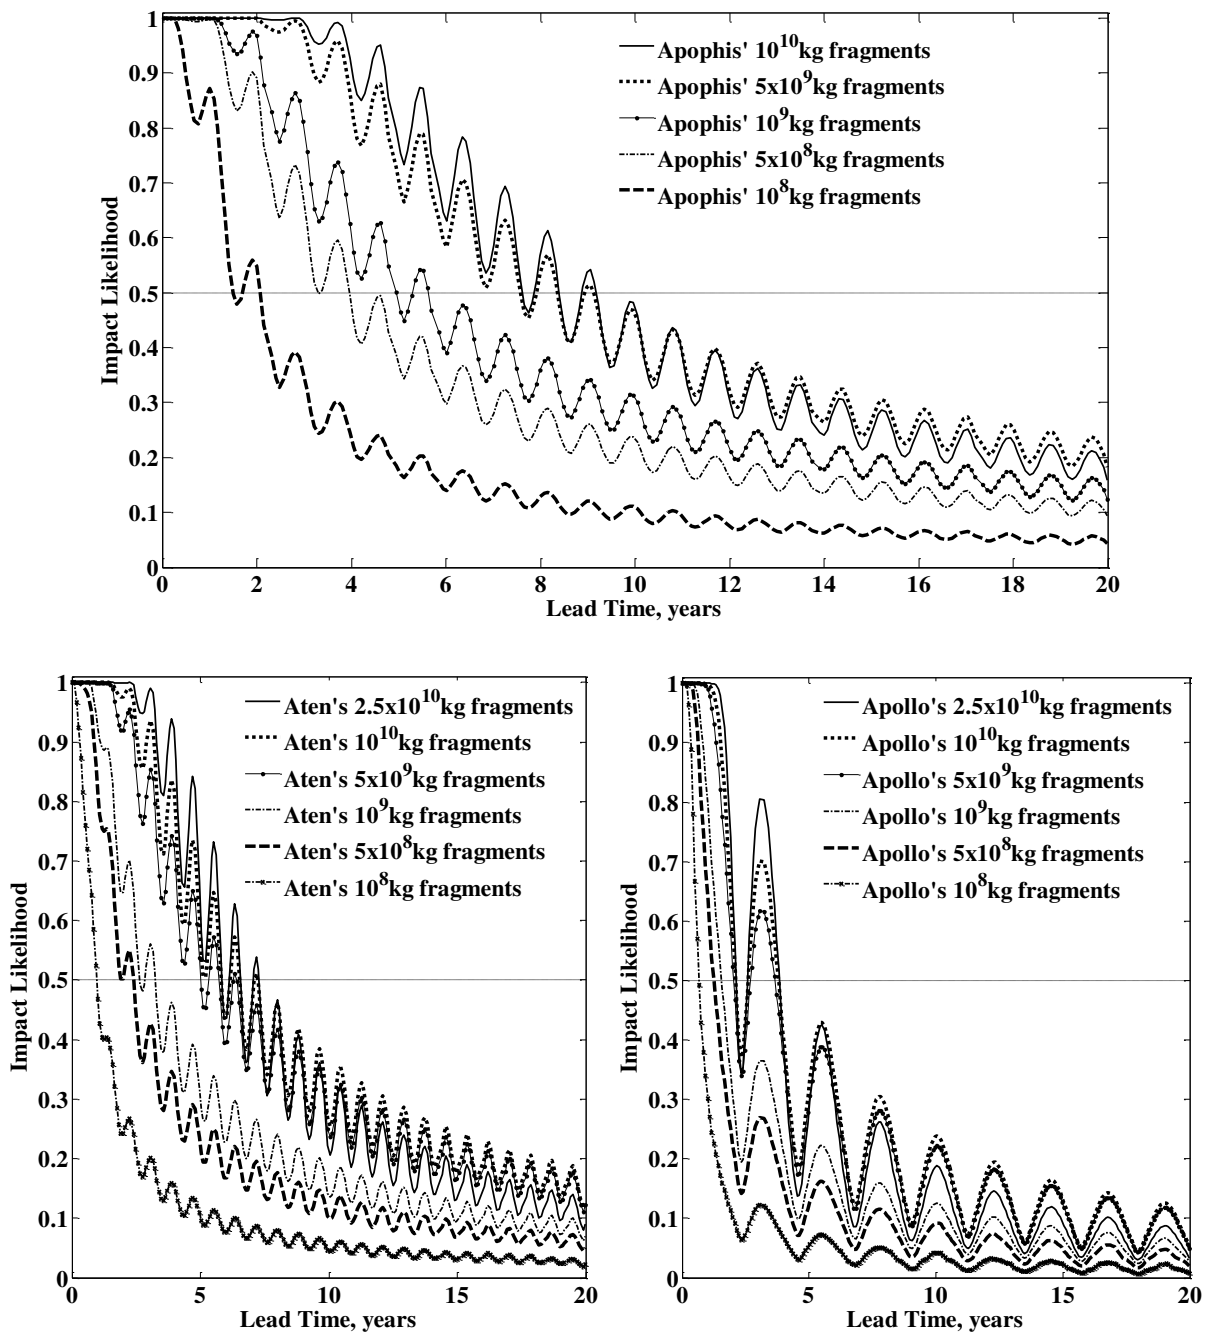 1
0.9
0.8
0.7
0.6
0.5
0.4
0.3
0.2
0.1
0
Impact Likelihood
Apophis' 10^10kg fragments
Apophis' 5x10^9kg fragments
Apophis' 10^9kg fragments
Apophis' 5x10^8kg fragments
Apophis' 10^8kg fragments
0 2 4 6 8 10 12 14 16 18 20
Lead Time, years
1
0.9
0.8
0.7
0.6
0.5
0.4
0.3
0.2
0.1
0
Impact Likelihood
Aten's 2.5x10^10kg fragments
Aten's 10^10kg fragments
Aten's 5x10^9kg fragments
Aten's 10^9kg fragments
Aten's 5x10^8kg fragments
Aten's 10^8kg fragments
0 5 10 15 20
Lead Time, years
1
0.9
0.8
0.7
0.6
0.5
0.4
0.3
0.2
0.1
0
Impact Likelihood
Apollo's 2.5x10^10kg fragments
Apollo's 10^10kg fragments
Apollo's 5x10^9kg fragments
Apollo's 10^9kg fragments
Apollo's 5x10^8kg fragments
Apollo's 10^8kg fragments
0 5 10 15 20
Lead Time, years